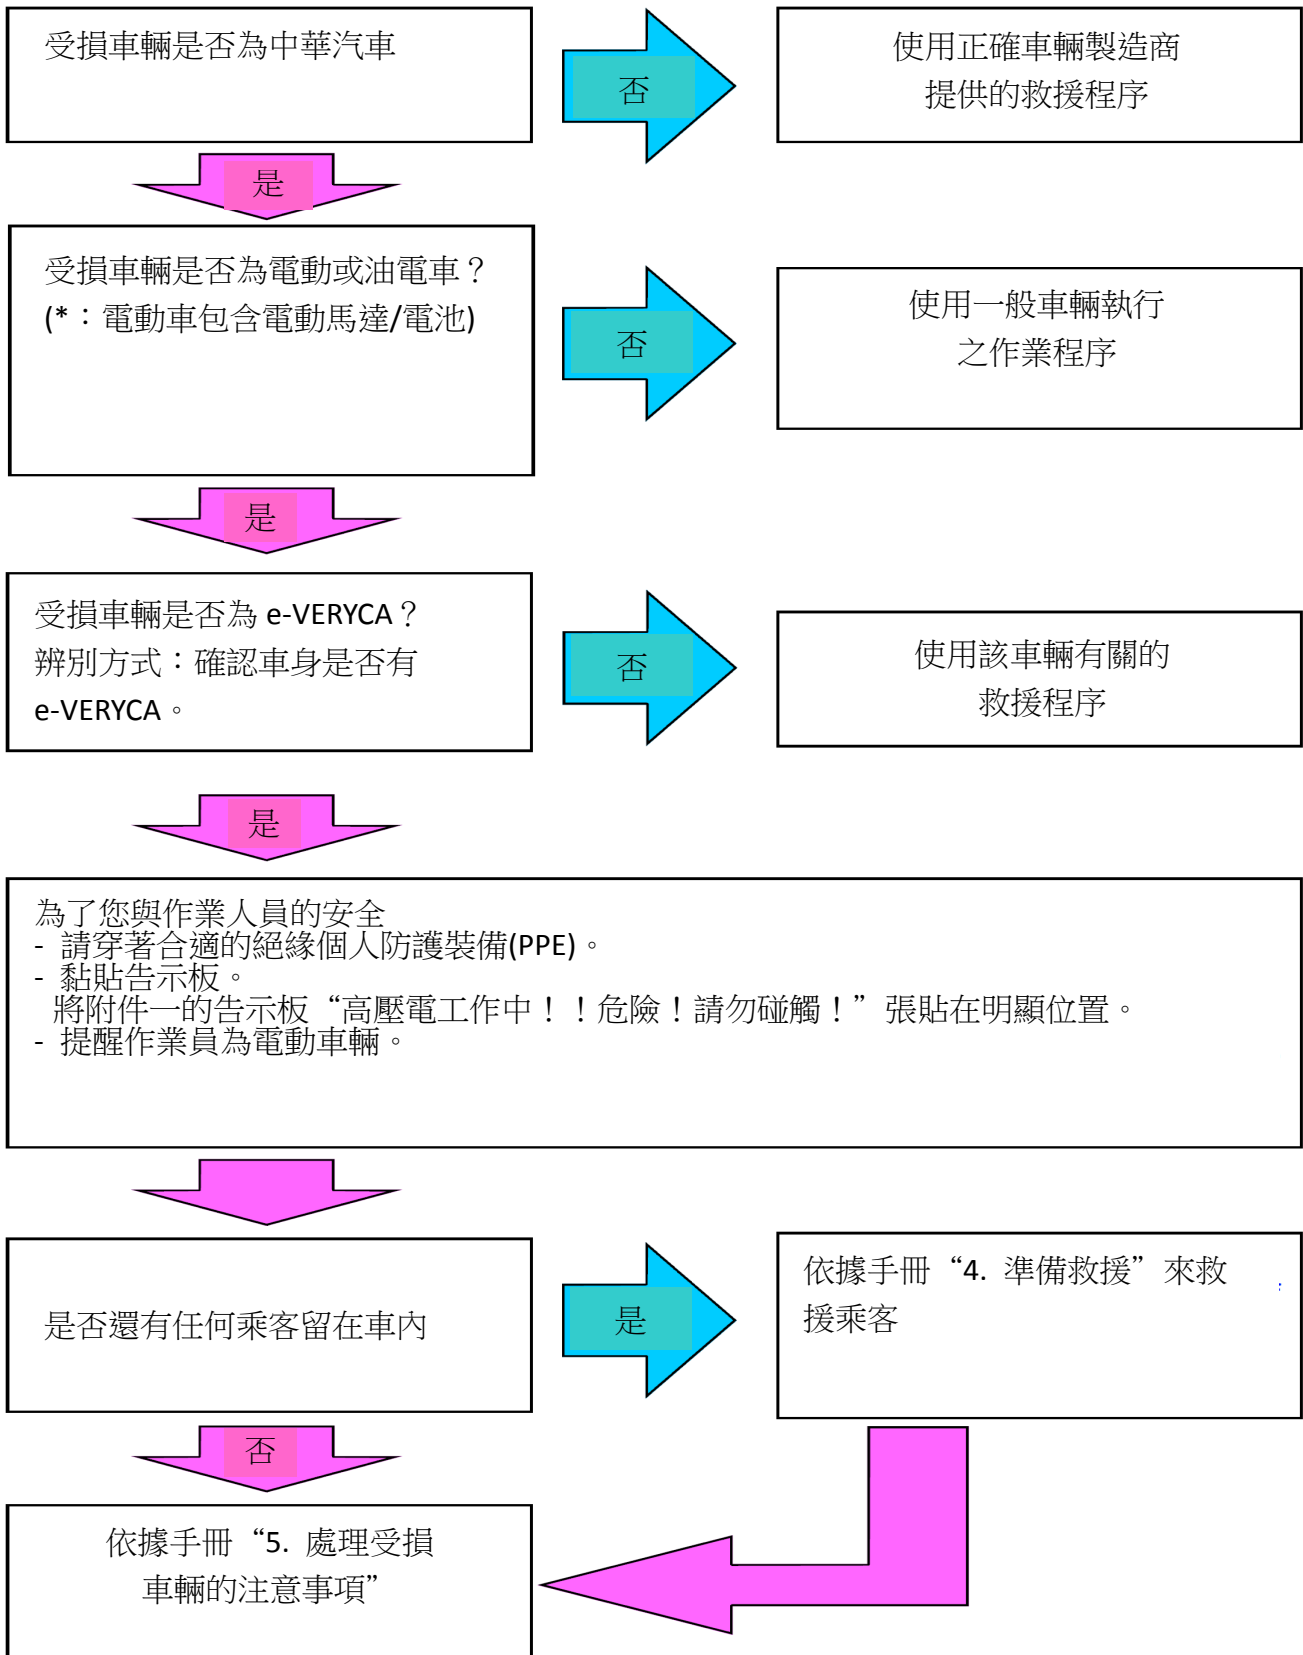 受損車輛是否為中華汽車
否
使用正確車輛製造商
提供的救援程序
是
受損車輛是否為電動或油電車？
(*：電動車包含電動馬達/電池)
否
使用一般車輛執行
之作業程序
是
受損車輛是否為 e-VERYCA？
辨別方式：確認車身是否有
e-VERYCA。
否
使用該車輛有關的
救援程序
是
為了您與作業人員的安全
- 請穿著合適的絕緣個人防護裝備(PPE)。
- 黏貼告示板。
將附件一的告示板“高壓電工作中！！危險！請勿碰觸！”張貼在明顯位置。
- 提醒作業員為電動車輛。
是否還有任何乘客留在車內
是
依據手冊“4. 準備救援”來救
援乘客
否
依據手冊“5. 處理受損
車輛的注意事項”